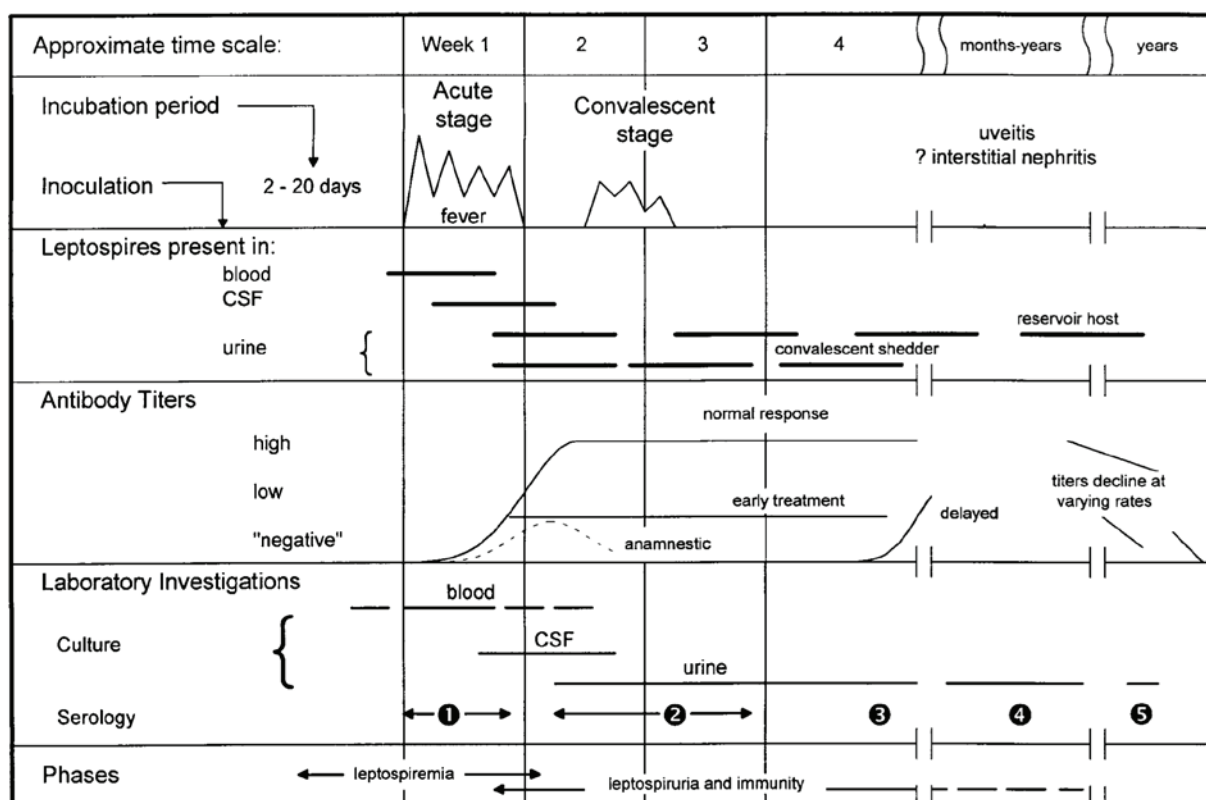 Approximate time scale: Week 1 2 3 4 months-years years
Incubation period
Inoculation
2 - 20 days
Acute
stage
fever
Convalescent
stage
uveitis
? interstitial nephritis
Leptospires present in:
blood
CSF
urine {
reservoir host
convalescent shedder
Antibody Titers
high
low
"negative"
normal response
early treatment
anamnestic
delayed
titers decline at
varying rates
Laboratory Investigations
Culture {
blood
CSF
urine
Serology ❶ ❷ ❸ ❹ ❺
Phases
leptospiremia
leptospiruria and immunity